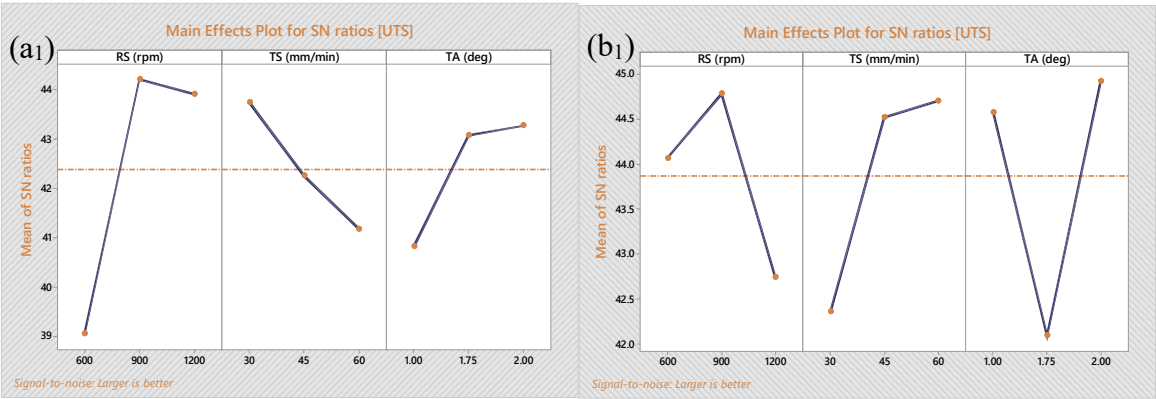 (a1)
Main Effects Plot for SN ratios [UTS]
RS (rpm) TS (mm/min) TA (deg)
Mean of SN ratios
44
43
42
41
40
39
600 900 1200 30 45 60 1.00 1.75 2.00
Signal-to-noise: Larger is better
(b1)
Main Effects Plot for SN ratios [UTS]
RS (rpm) TS (mm/min) TA (deg)
Mean of SN ratios
45.0
44.5
44.0
43.5
43.0
42.5
42.0
600 900 1200 30 45 60 1.00 1.75 2.00
Signal-to-noise: Larger is better